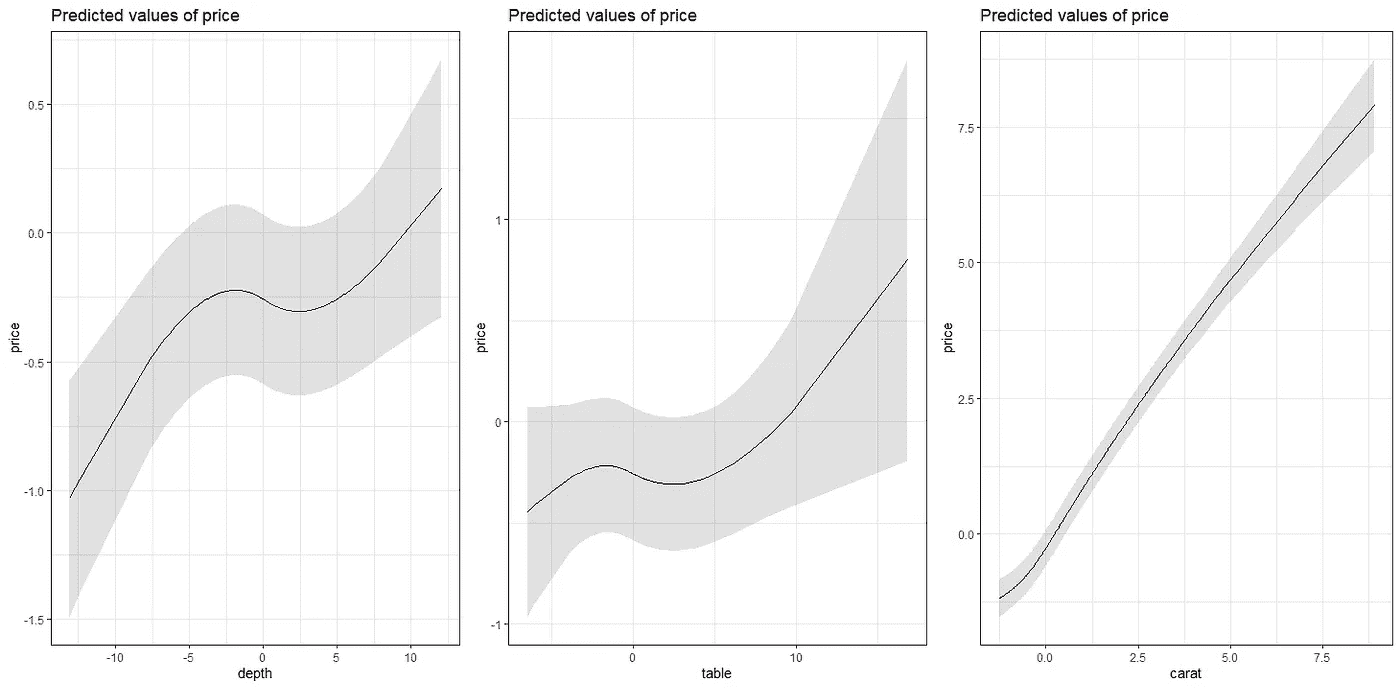 Predicted values of price
0.5
0.0
-0.5
-1.0
-1.5
price
-10 -5 0 5 10
depth
Predicted values of price
1
0
-1
price
0 10
table
Predicted values of price
7.5
5.0
2.5
0.0
price
0.0 2.5 5.0 7.5
carat